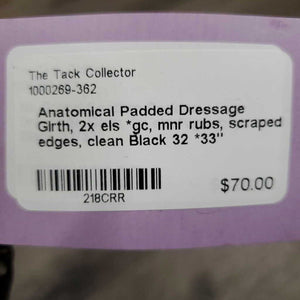 The Tack Collector
1000269-362
Anatomical Padded Dressage
Girth, 2x els *gc, mnr rubs, scraped
edges, clean Black 32 *33"
218CRR
$70.00